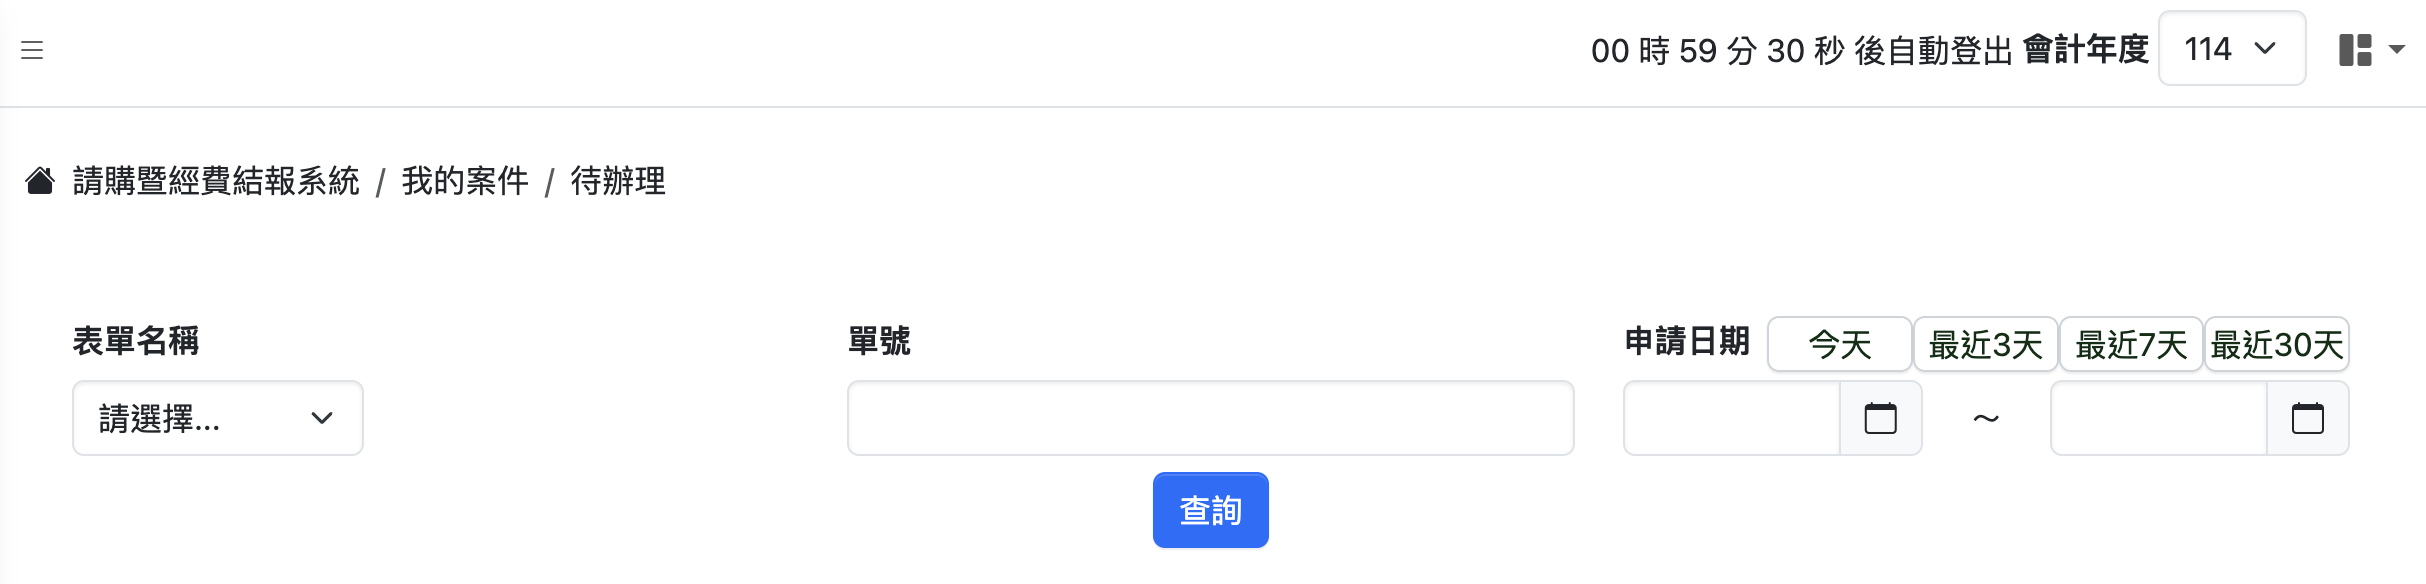 00 時 59 分 30 秒 後自動登出 會計年度 114
請購暨經費結報系統 / 我的案件 / 待辦理
表單名稱
請選擇...
單號
申請日期 今天 最近3天 最近7天 最近30天
～
查詢